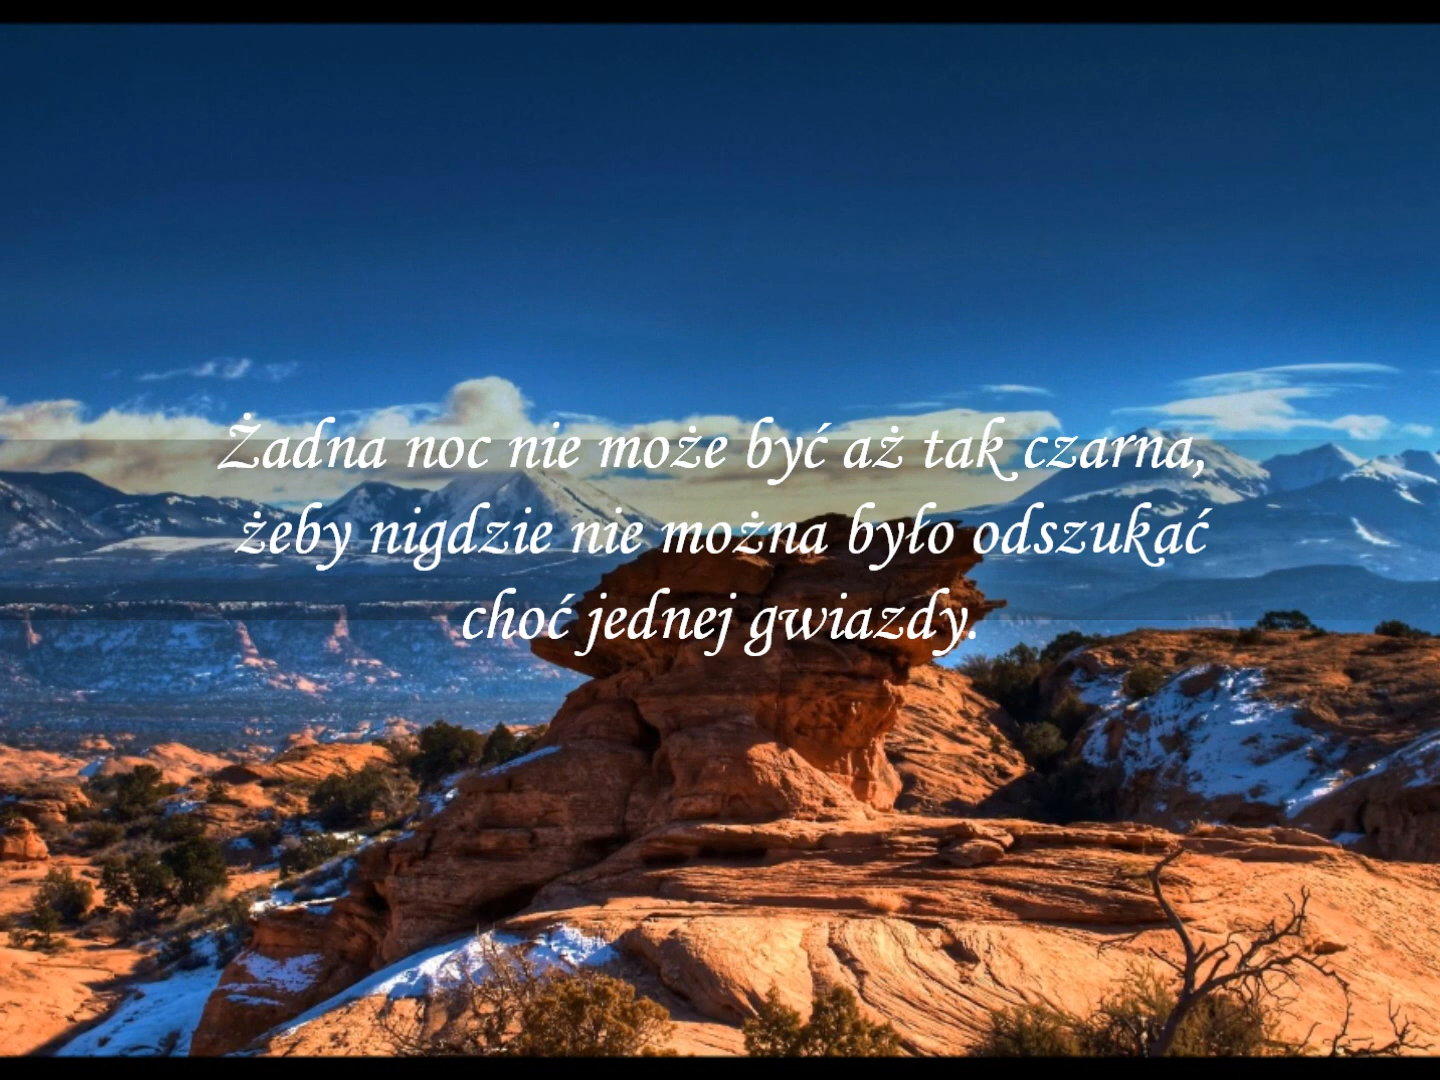 Żadna noc nie może być aż tak czarna,
żeby nigdzie nie można było odszukać
choć jednej gwiazdy.